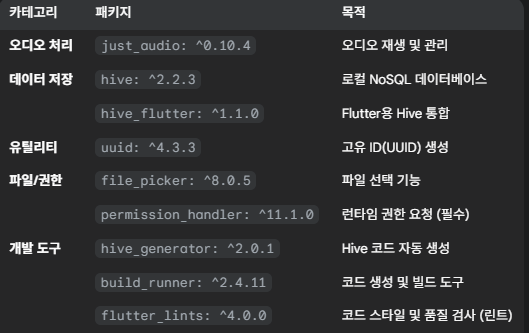 카테고리 패키지 목적
오디오 처리 just_audio: ^0.10.4 오디오 재생 및 관리
데이터 저장 hive: ^2.2.3 로컬 NoSQL 데이터베이스
hive_flutter: ^1.1.0 Flutter용 Hive 통합
유틸리티 uuid: ^4.3.3 고유 ID(UUID) 생성
파일/권한 file_picker: ^8.0.5 파일 선택 기능
permission_handler: ^11.1.0 런타임 권한 요청 (필수)
개발 도구 hive_generator: ^2.0.1 Hive 코드 자동 생성
build_runner: ^2.4.11 코드 생성 및 빌드 도구
flutter_lints: ^4.0.0 코드 스타일 및 품질 검사 (린트)